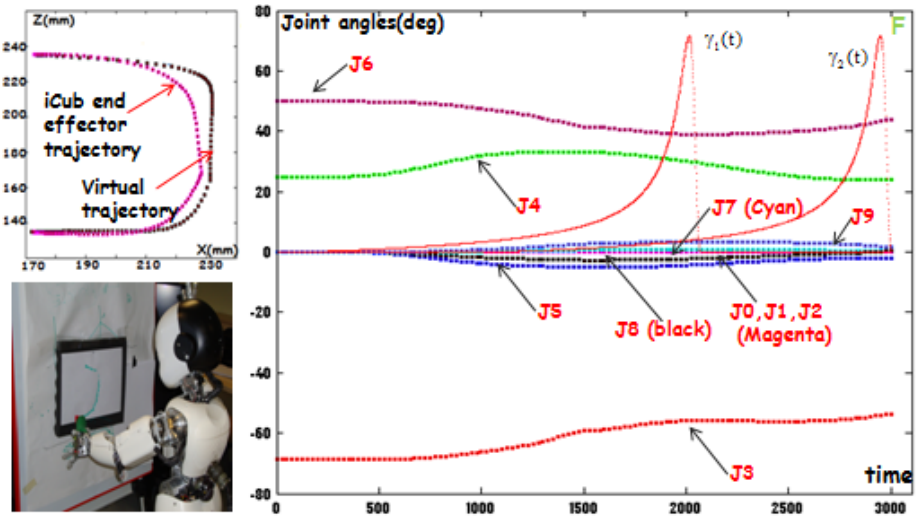 Z(mm)
240
220
200
180
160
140
170
190
210
230
X(mm)
iCub end
effector
trajectory
Virtual
trajectory
Joint angles(deg)
F
80
60
40
20
0
-20
-40
-60
-80
0
500
1000
1500
2000
2500
3000
time
γ₁(t)
γ₂(t)
J6
J4
J7 (Cyan)
J9
J5
J8 (black)
J0,J1,J2
(Magenta)
J3